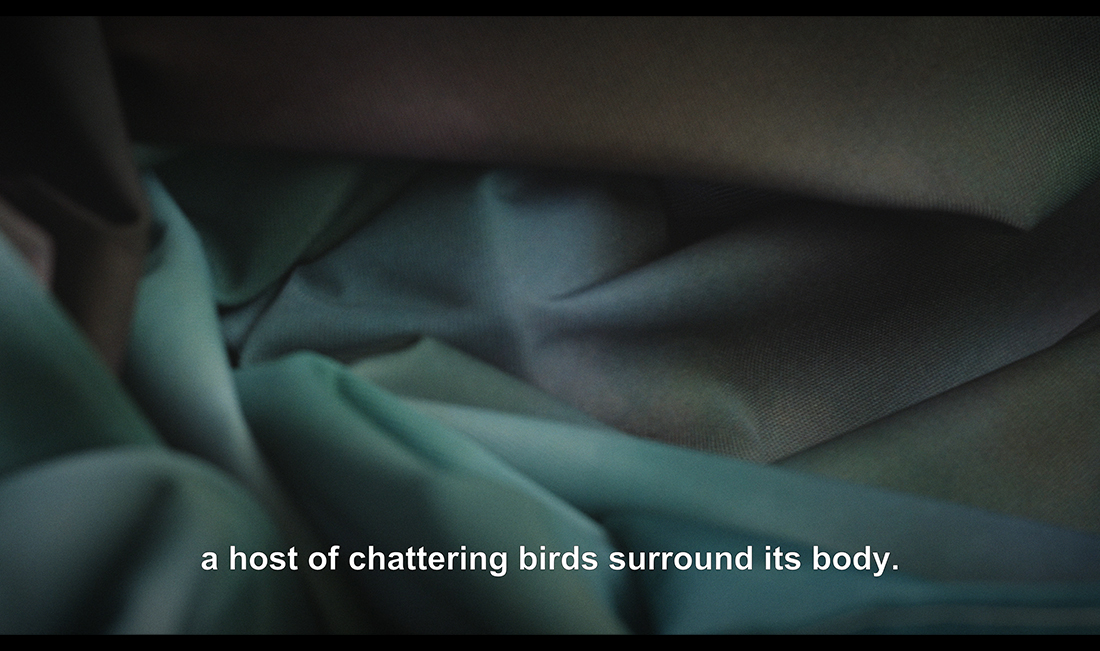 a host of chattering birds surround its body.